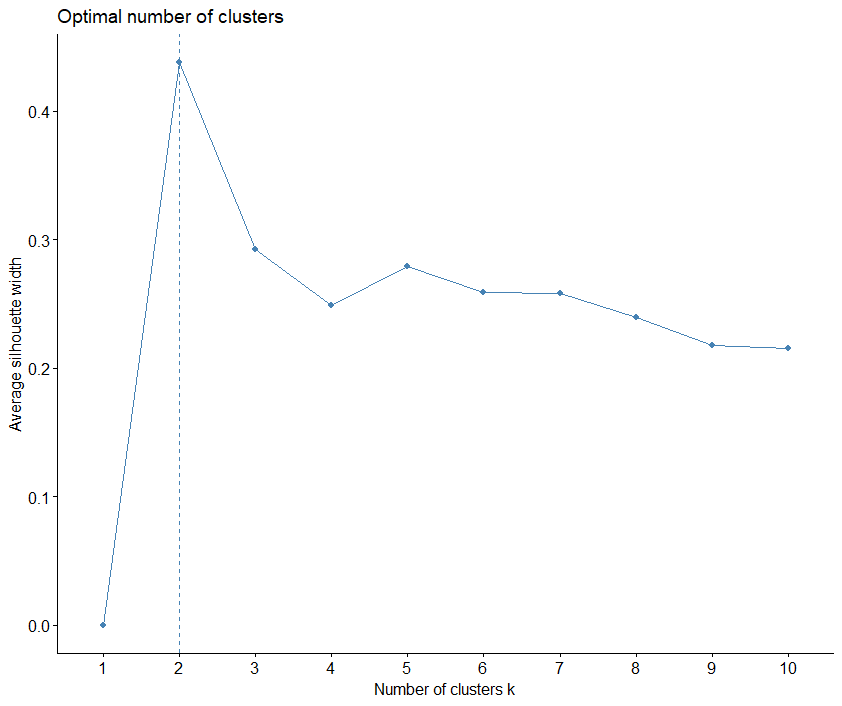 Optimal number of clusters
Average silhouette width
0.4
0.3
0.2
0.1
0.0
1 2 3 4 5 6 7 8 9 10
Number of clusters k